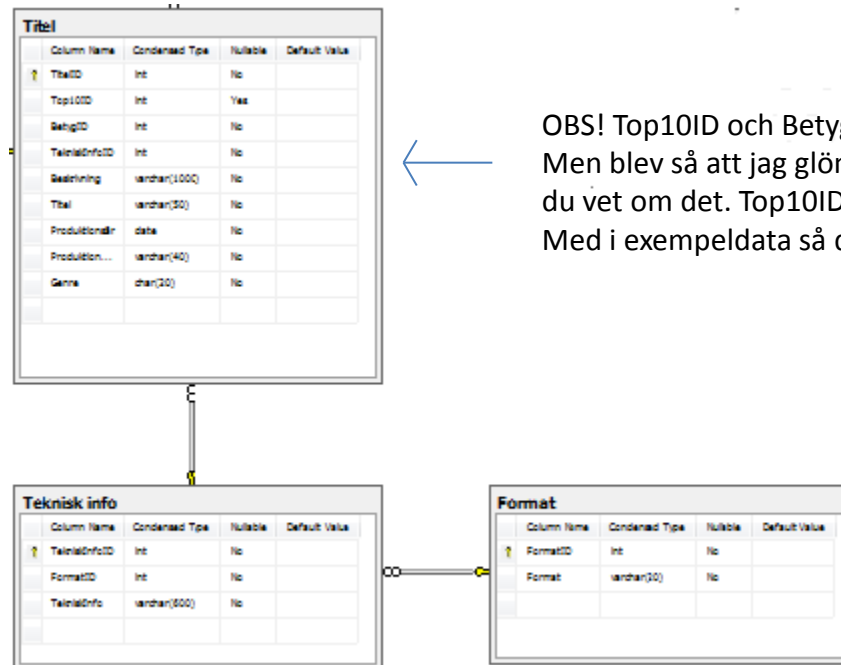 Titel
Column Name Condensed Type Nullable Default Value
TitelID int No
Top10ID int Yes
BetygID int No
TekniskInfoID int No
Beskrivning varchar(1000) No
Titel varchar(50) No
Produktionsår date No
Produktion... varchar(40) No
Genre char(20) No
OBS! Top10ID och Betyg
Men blev så att jag glör
du vet om det. Top10ID
Med i exempeldata så d
Teknisk info
Column Name Condensed Type Nullable Default Value
TekniskInfoID int No
FormatID int No
TekniskInfo varchar(600) No
Format
Column Name Condensed Type Nullable Default Value
FormatID int No
Format No